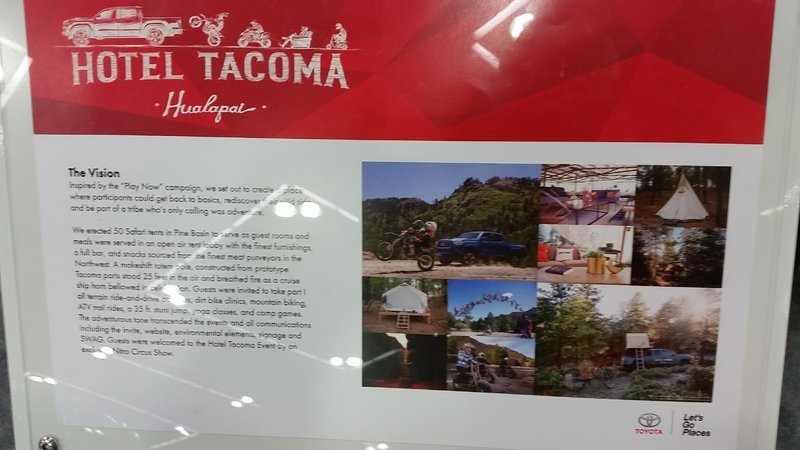 HOTEL TACOMA
· Hualapai ·
The Vision
Inspired by the "Play Now" campaign, we set out to create a place
where participants could get back to basics, rediscover their wild side
and be part of a tribe who's only calling was adventure.
We erected 50 Safari tents in Pine Basin to serve as guest rooms and
meals were served in an open air tent lobby with the finest furnishings,
a full bar, and snacks sourced from the finest meat purveyors in the
Northwest. A makeshift totem pole, constructed from prototype
Tacoma parts stood 25 feet in the air and breathed fire as a cruise
ship horn bellowed in celebration. Guests were invited to take part I
all terrain ride-and-drive dirt bike clinics, mountain biking,
ATV trail rides, a 35 ft. stunt jump, yoga classes, and camp games.
The adventurous tone transcended the events and all communications
including the invite, website, environmental elements, signage and
SWAG. Guests were welcomed to the Hotel Tacoma Event by an
exclusive Nitro Circus Show.
TOYOTA
Let's
Go
Places